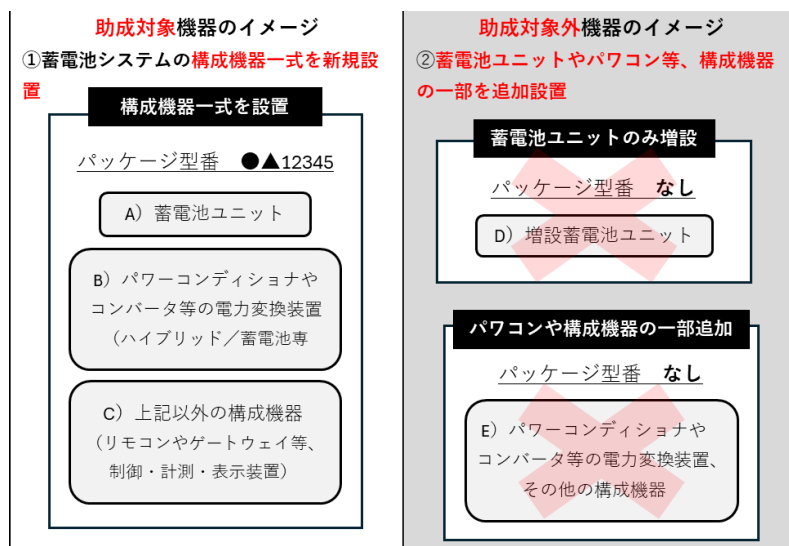 助成対象機器のイメージ
①蓄電池システムの構成機器一式を新規設
置
構成機器一式を設置
パッケージ型番　●▲12345
A）蓄電池ユニット
B）パワーコンディショナや
コンバータ等の電力変換装置
（ハイブリッド／蓄電池専
C）上記以外の構成機器
（リモコンやゲートウェイ等、
制御・計測・表示装置）
助成対象外機器のイメージ
②蓄電池ユニットやパワコン等、構成機器
の一部を追加設置
蓄電池ユニットのみ増設
パッケージ型番　なし
D）増設蓄電池ユニット
パワコンや構成機器の一部追加
パッケージ型番　なし
E）パワーコンディショナや
コンバータ等の電力変換装置、
その他の構成機器